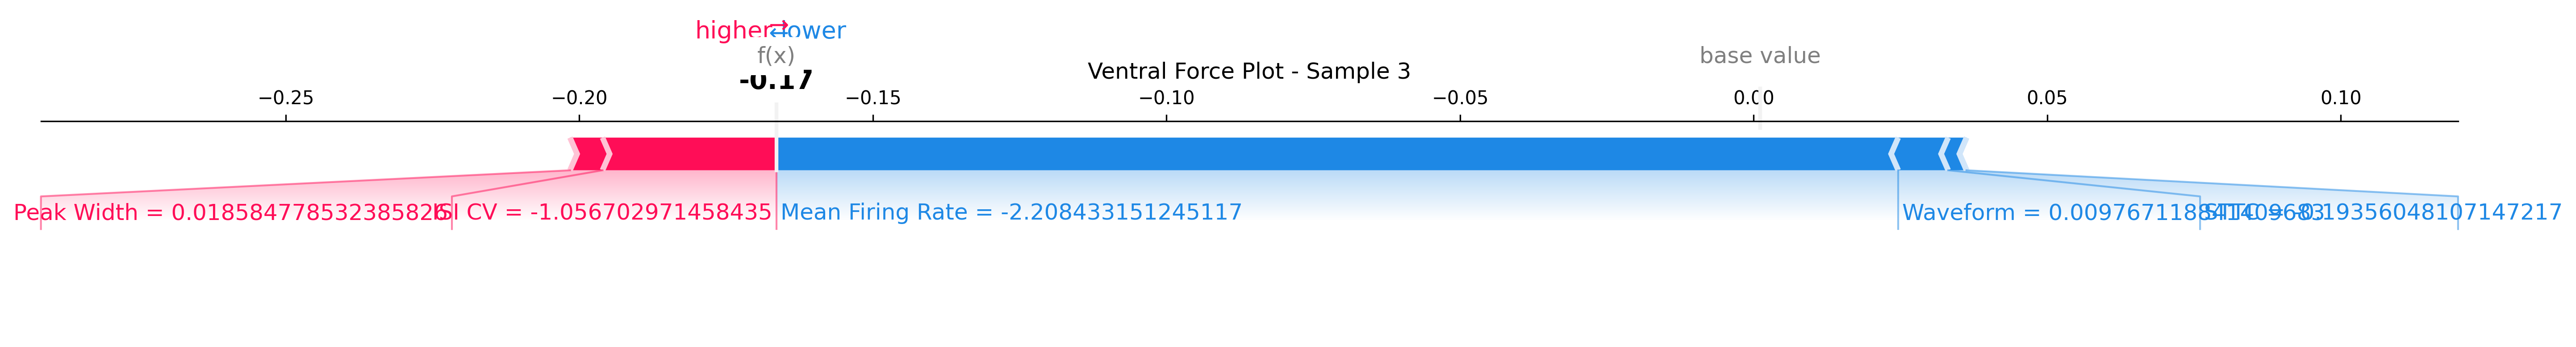 higher ⇄ lower
f(x) base value
-0.17 Ventral Force Plot - Sample 3
−0.25 −0.20 −0.15 −0.10 −0.05 0.00 0.05 0.10
Peak Width = 0.018584778532385826 ISI CV = -1.056702971458435 Mean Firing Rate = -2.208433151245117 Waveform = STTC = -0.19356048107147217